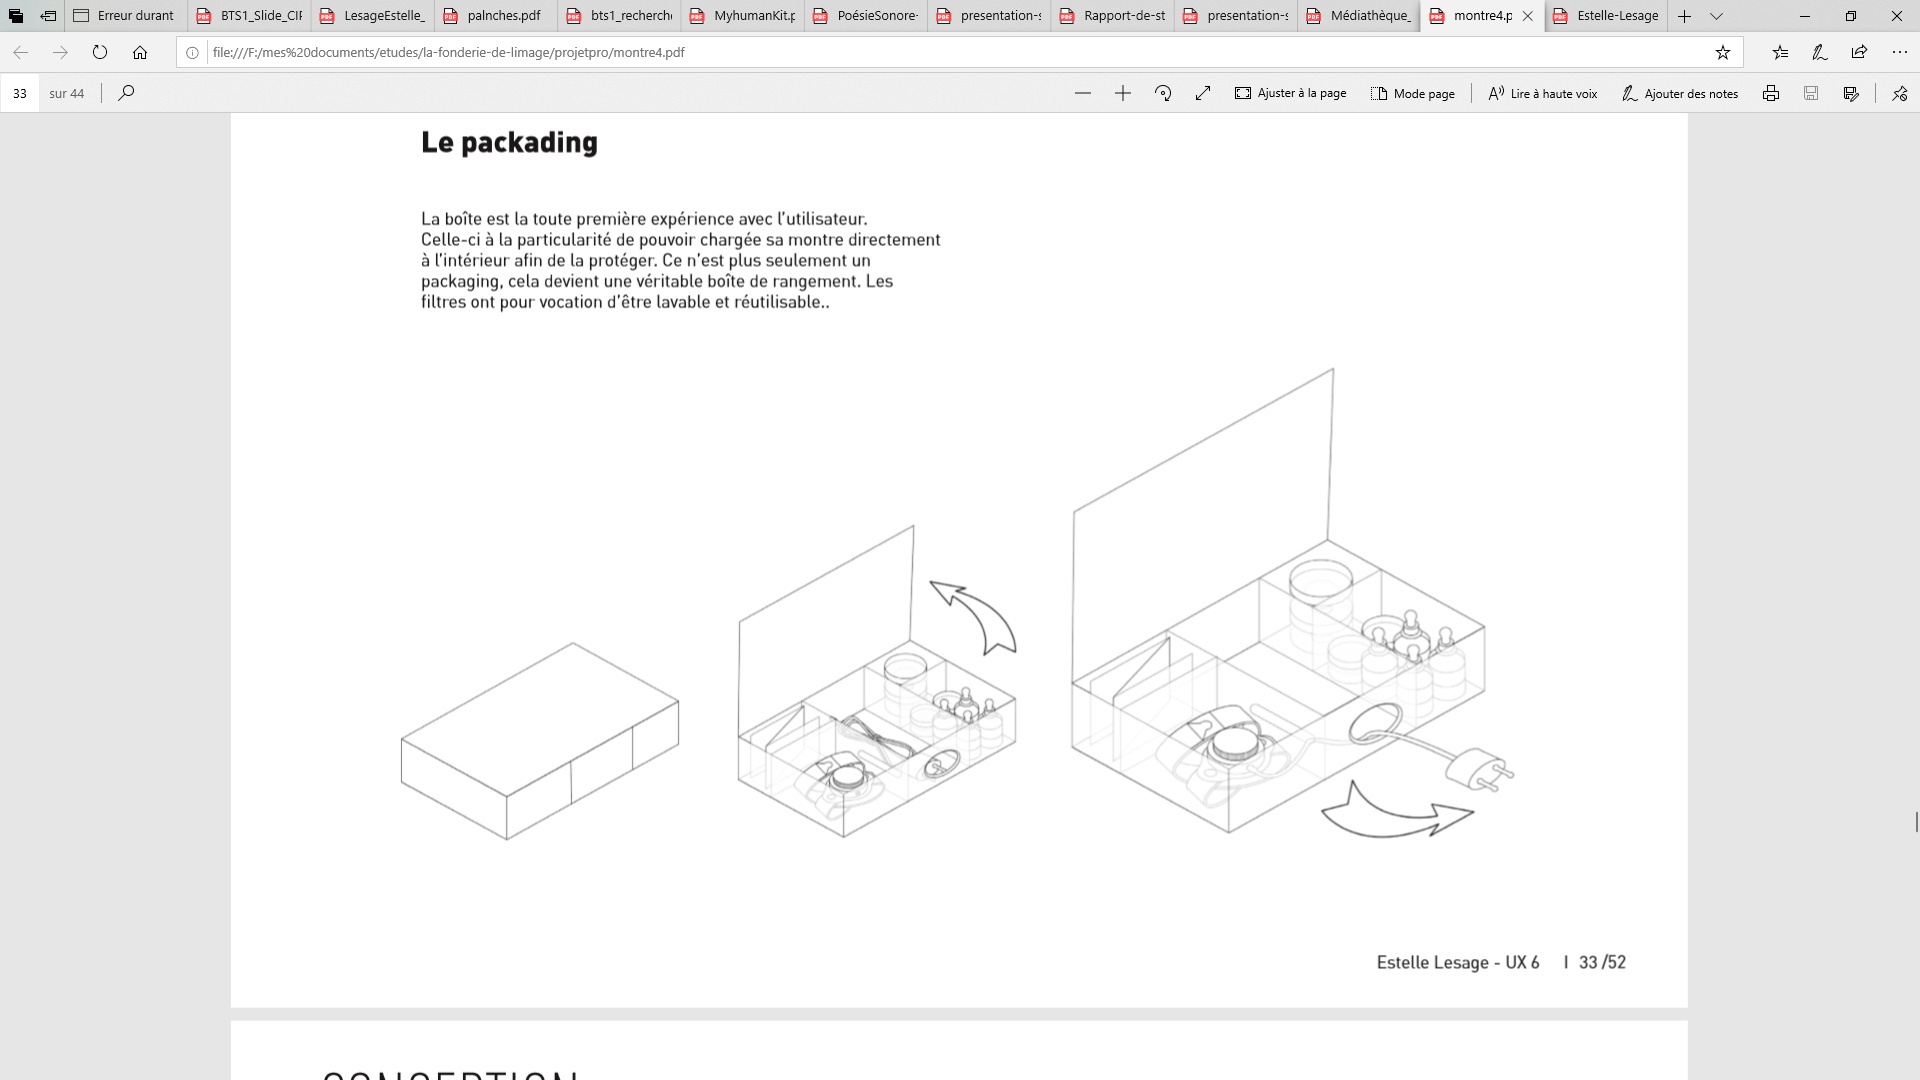 Erreur durant
BTS1_Slide_CIF
LesageEstelle_
palnches.pdf
bts1_recherch
MyhumanKit.p
PoésieSonore-
presentation-s
Rapport-de-st
presentation-s
Médiathèque_
montre4.p
Estelle-Lesage
file:///F:/mes%20documents/etudes/la-fonderie-de-limage/projetpro/montre4.pdf
33 sur 44
Ajuster à la page
Mode page
Lire à haute voix
Ajouter des notes
Le packading
La boîte est la toute première expérience avec l'utilisateur.
Celle-ci à la particularité de pouvoir chargée sa montre directement
à l'intérieur afin de la protéger. Ce n'est plus seulement un
packaging, cela devient une véritable boîte de rangement. Les
filtres ont pour vocation d'être lavable et réutilisable..
Estelle Lesage - UX 6 I 33 /52
CONCEPTION